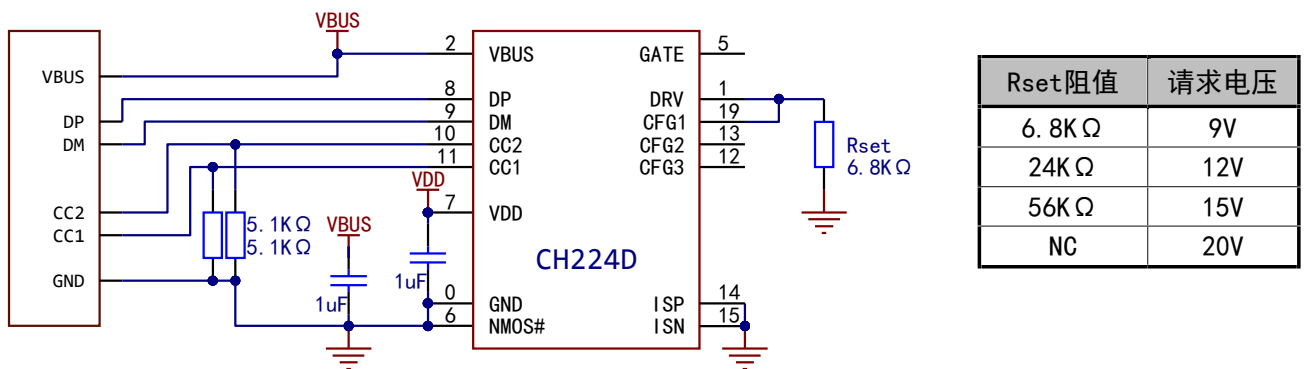 VBUS
DP
DM
CC2
CC1
GND
5.1KΩ
5.1KΩ
VBUS
VBUS
1uF
VDD
1uF
2
8
9
10
11
7
0
6
VBUS
DP
DM
CC2
CC1
VDD
GND
NMOS#
CH224D
GATE
DRV
CFG1
CFG2
CFG3
ISP
ISN
5
1
19
13
12
14
15
Rset
6.8KΩ
Rset阻值 请求电压
6.8KΩ 9V
24KΩ 12V
56KΩ 15V
NC 20V